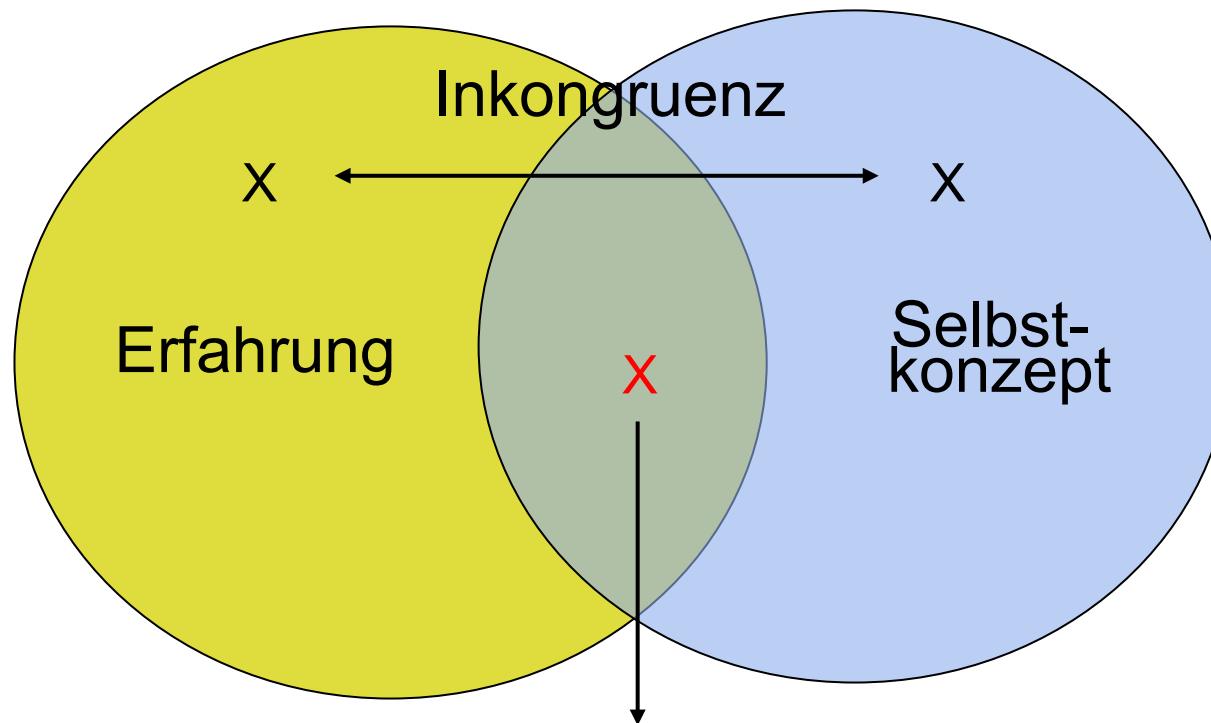 Inkongruenz
X
X
Erfahrung
Selbst-
konzept
X